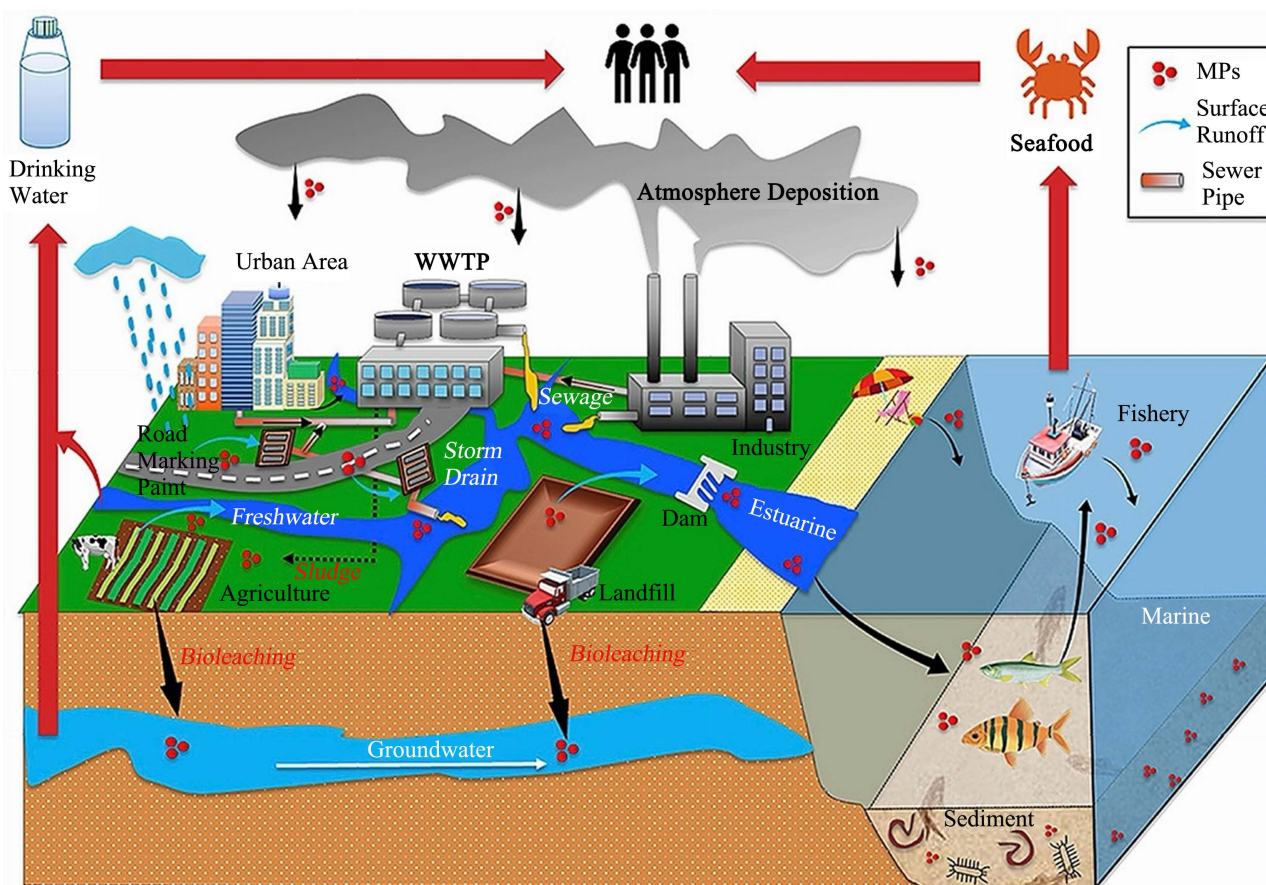 MPs
Surface
Runoff
Sewer
Pipe
Drinking
Water
Seafood
Atmosphere Deposition
Urban Area
WWTP
Sewage
Fishery
Road
Marking
Paint
Storm
Drain
Industry
Freshwater
Dam
Estuarine
Sludge
Agriculture
Landfill
Marine
Bioleaching
Bioleaching
Groundwater
Sediment